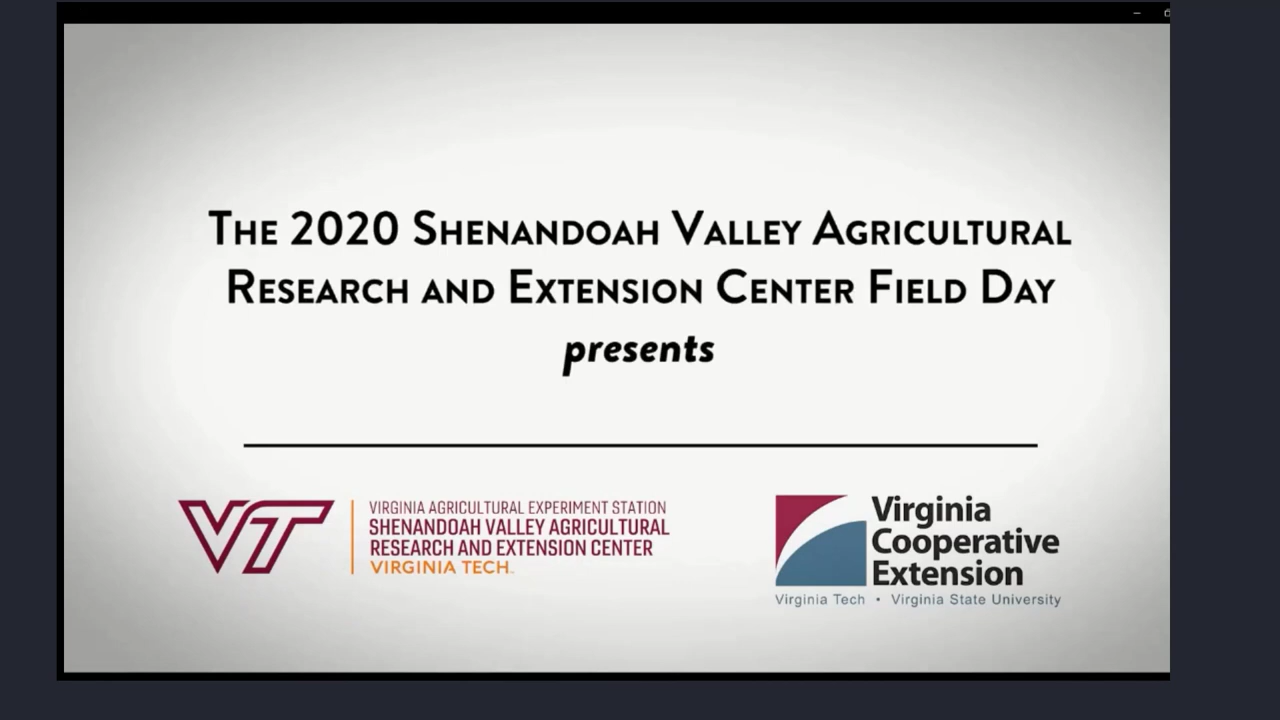 The 2020 Shenandoah Valley Agricultural
Research and Extension Center Field Day
presents
VT
VIRGINIA AGRICULTURAL EXPERIMENT STATION
SHENANDOAH VALLEY AGRICULTURAL
RESEARCH AND EXTENSION CENTER
VIRGINIA TECH
Virginia
Cooperative
Extension
Virginia Tech • Virginia State University